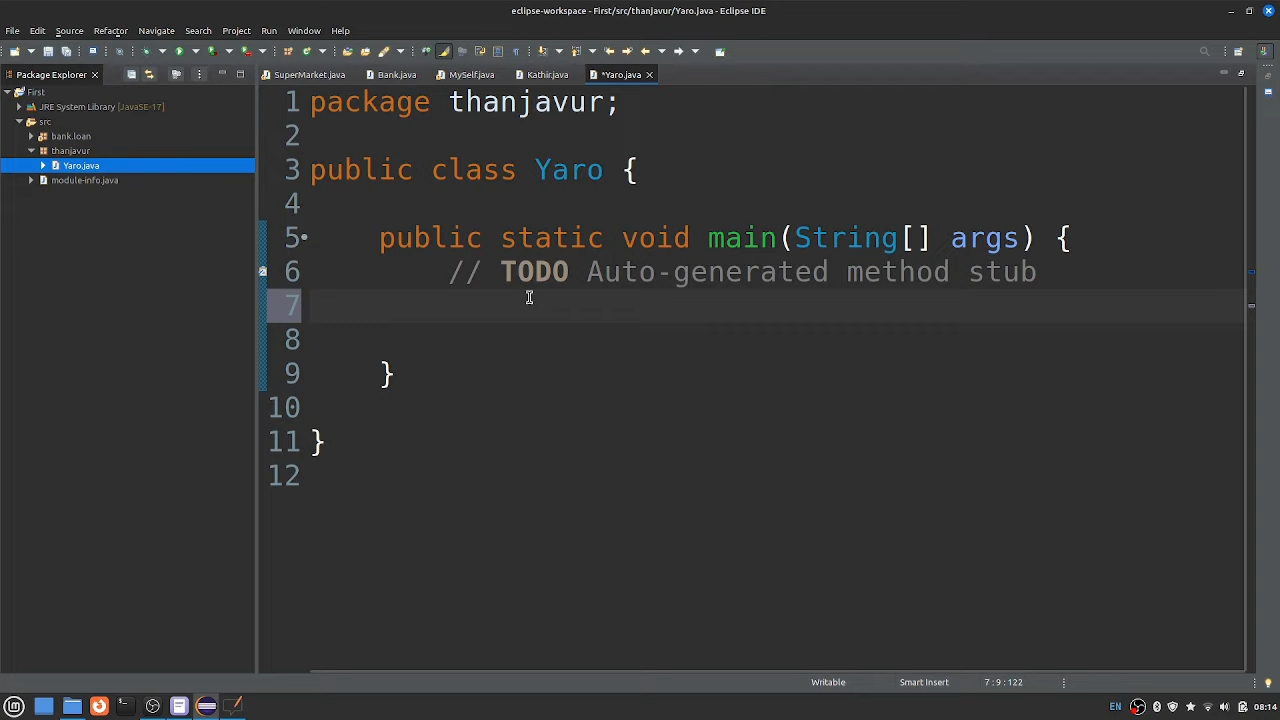 eclipse-workspace - First/src/thanjavur/Yaro.java - Eclipse IDE
File Edit Source Refactor Navigate Search Project Run Window Help
Package Explorer
SuperMarket.java Bank.java MySelf.java Kathir.java *Yaro.java
First
JRE System Library [JavaSE-17]
src
bank.loan
thanjavur
Yaro.java
module-info.java
1 package thanjavur;
2
3 public class Yaro {
4
5 public static void main(String[] args) {
6 // TODO Auto-generated method stub
7
8
9 }
10
11 }
12
Writable Smart Insert 7 : 9 : 122
EN 08:14